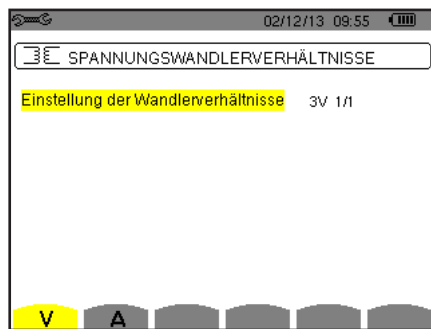 02/12/13 09:55
SPANNUNGSWANDLERVERHÄLTNISSE
Einstellung der Wandlerverhältnisse 3V 1/1
V A